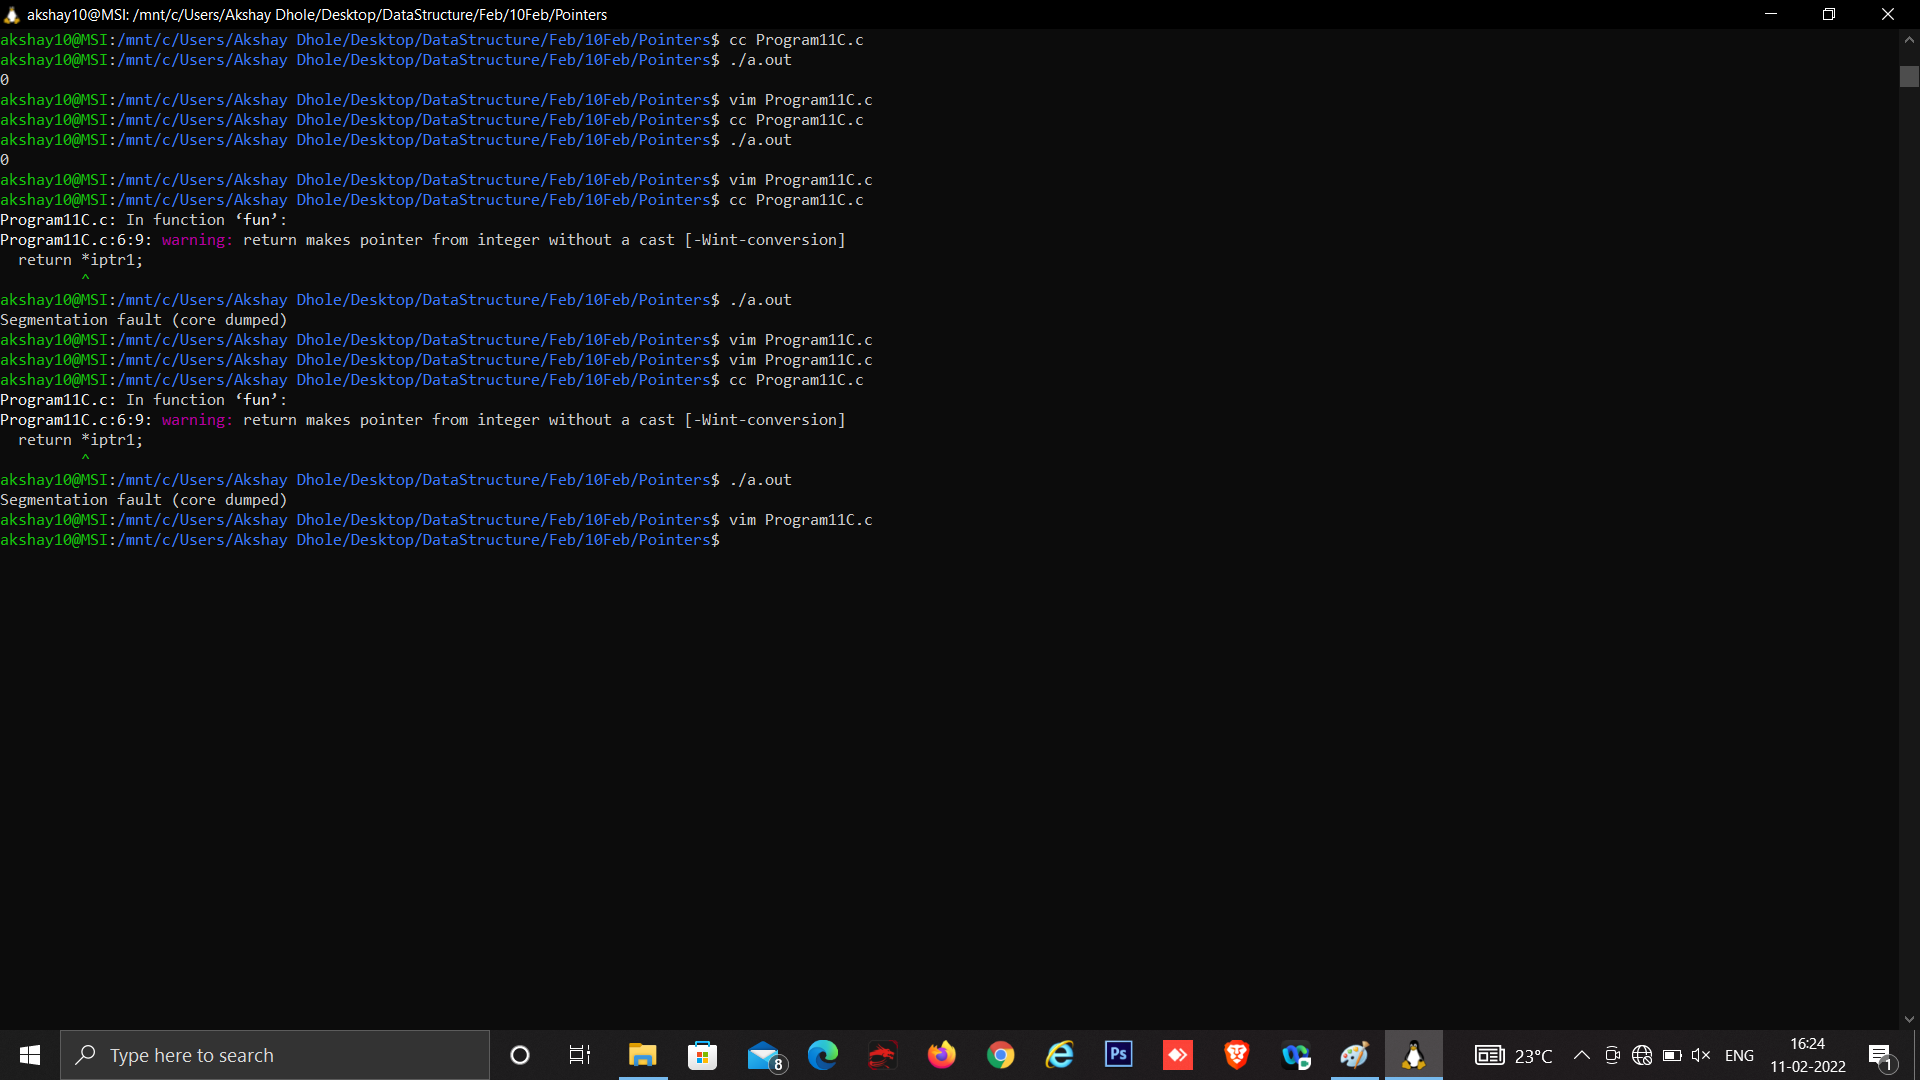 akshay10@MSI: /mnt/c/Users/Akshay Dhole/Desktop/DataStructure/Feb/10Feb/Pointers
akshay10@MSI:/mnt/c/Users/Akshay Dhole/Desktop/DataStructure/Feb/10Feb/Pointers$ cc Program11C.c
akshay10@MSI:/mnt/c/Users/Akshay Dhole/Desktop/DataStructure/Feb/10Feb/Pointers$ ./a.out
0
akshay10@MSI:/mnt/c/Users/Akshay Dhole/Desktop/DataStructure/Feb/10Feb/Pointers$ vim Program11C.c
akshay10@MSI:/mnt/c/Users/Akshay Dhole/Desktop/DataStructure/Feb/10Feb/Pointers$ cc Program11C.c
akshay10@MSI:/mnt/c/Users/Akshay Dhole/Desktop/DataStructure/Feb/10Feb/Pointers$ ./a.out
0
akshay10@MSI:/mnt/c/Users/Akshay Dhole/Desktop/DataStructure/Feb/10Feb/Pointers$ vim Program11C.c
akshay10@MSI:/mnt/c/Users/Akshay Dhole/Desktop/DataStructure/Feb/10Feb/Pointers$ cc Program11C.c
Program11C.c: In function ‘fun’:
Program11C.c:6:9: warning: return makes pointer from integer without a cast [-Wint-conversion]
  return *iptr1;
         ^
akshay10@MSI:/mnt/c/Users/Akshay Dhole/Desktop/DataStructure/Feb/10Feb/Pointers$ ./a.out
Segmentation fault (core dumped)
akshay10@MSI:/mnt/c/Users/Akshay Dhole/Desktop/DataStructure/Feb/10Feb/Pointers$ vim Program11C.c
akshay10@MSI:/mnt/c/Users/Akshay Dhole/Desktop/DataStructure/Feb/10Feb/Pointers$ vim Program11C.c
akshay10@MSI:/mnt/c/Users/Akshay Dhole/Desktop/DataStructure/Feb/10Feb/Pointers$ cc Program11C.c
Program11C.c: In function ‘fun’:
Program11C.c:6:9: warning: return makes pointer from integer without a cast [-Wint-conversion]
  return *iptr1;
         ^
akshay10@MSI:/mnt/c/Users/Akshay Dhole/Desktop/DataStructure/Feb/10Feb/Pointers$ ./a.out
Segmentation fault (core dumped)
akshay10@MSI:/mnt/c/Users/Akshay Dhole/Desktop/DataStructure/Feb/10Feb/Pointers$ vim Program11C.c
akshay10@MSI:/mnt/c/Users/Akshay Dhole/Desktop/DataStructure/Feb/10Feb/Pointers$
Type here to search
8
Ps
23°C
ENG
16:24
11-02-2022
1